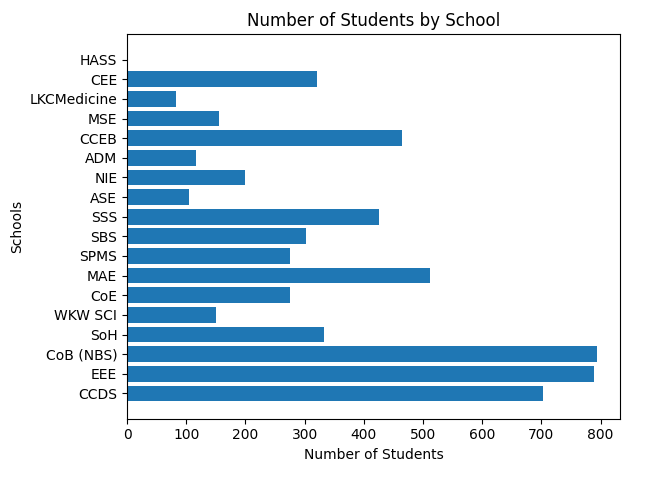 Number of Students by School
HASS
CEE
LKCMedicine
MSE
CCEB
ADM
NIE
ASE
SSS
SBS
SPMS
MAE
CoE
WKW SCI
SoH
CoB (NBS)
EEE
CCDS
Schools
0 100 200 300 400 500 600 700 800
Number of Students